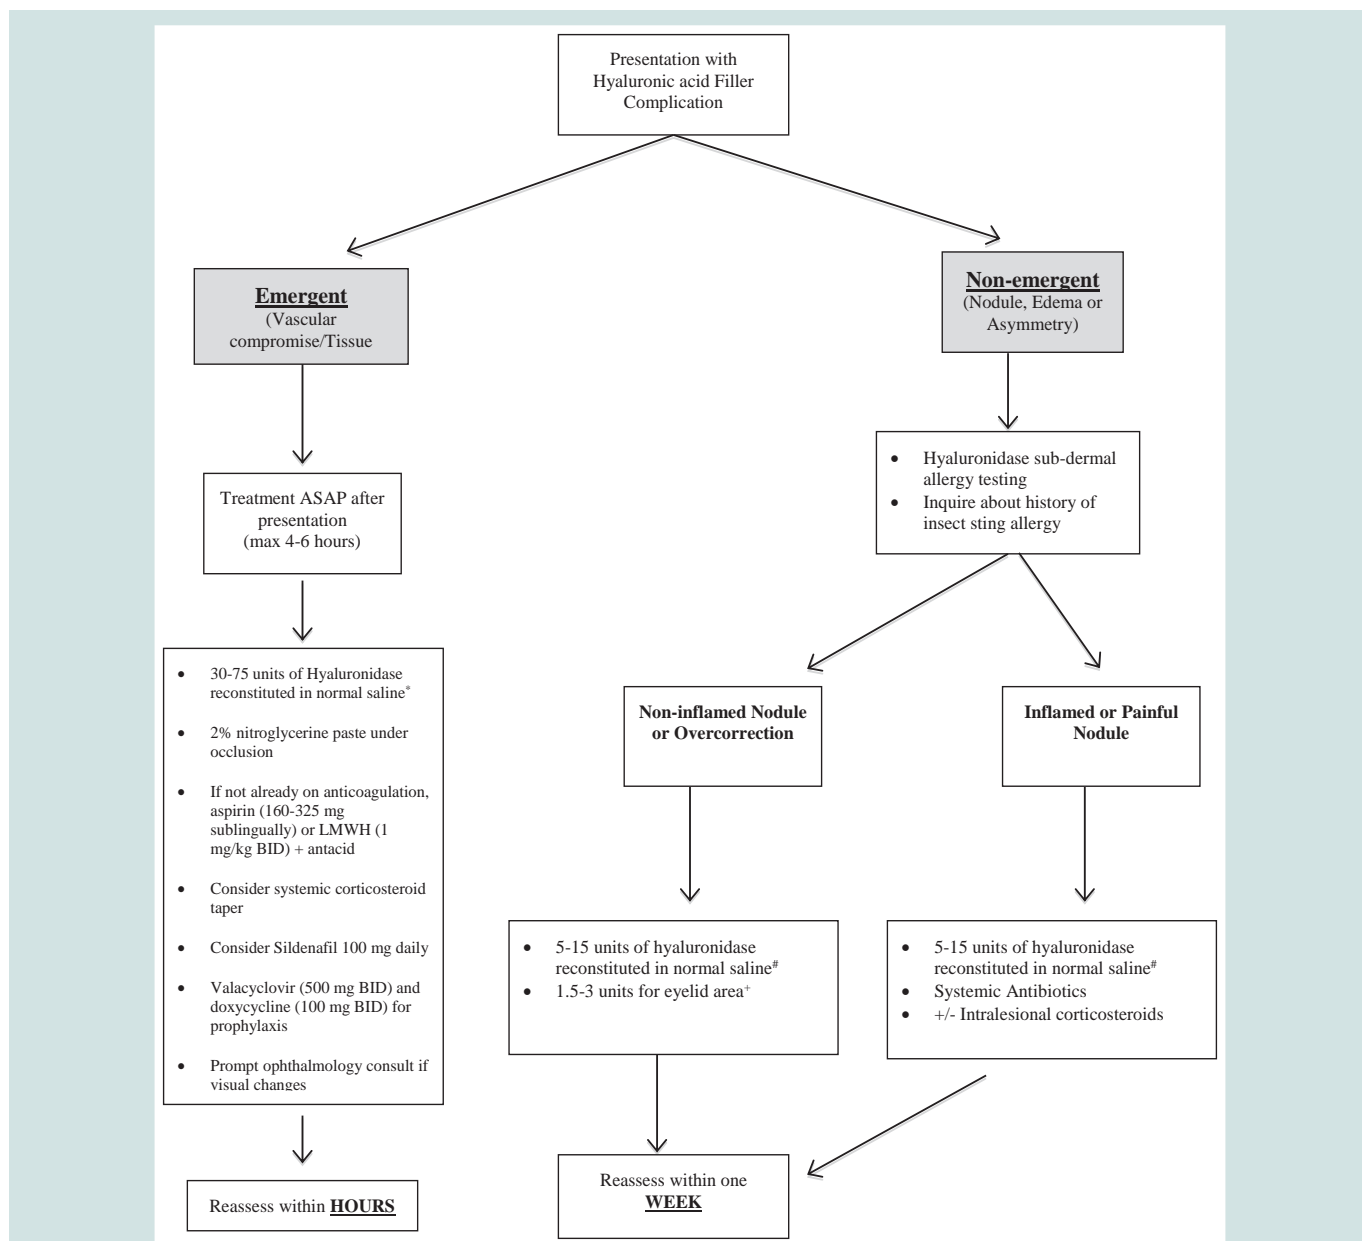 Presentation with
Hyaluronic acid Filler
Complication
Emergent
(Vascular
compromise/Tissue
Non-emergent
(Nodule, Edema or
Asymmetry)
Treatment ASAP after
presentation
(max 4-6 hours)
• Hyaluronidase sub-dermal
allergy testing
• Inquire about history of
insect sting allergy
• 30-75 units of Hyaluronidase
reconstituted in normal saline*
• 2% nitroglycerine paste under
occlusion
• If not already on anticoagulation,
aspirin (160-325 mg
sublingually) or LMWH (1
mg/kg BID) + antacid
• Consider systemic corticosteroid
taper
• Consider Sildenafil 100 mg daily
• Valacyclovir (500 mg BID) and
doxycycline (100 mg BID) for
prophylaxis
• Prompt ophthalmology consult if
visual changes
Non-inflamed Nodule
or Overcorrection
Inflamed or Painful
Nodule
• 5-15 units of hyaluronidase
reconstituted in normal saline#
• 1.5-3 units for eyelid area+
• 5-15 units of hyaluronidase
reconstituted in normal saline#
• Systemic Antibiotics
• +/- Intralesional corticosteroids
Reassess within HOURS
Reassess within one
WEEK